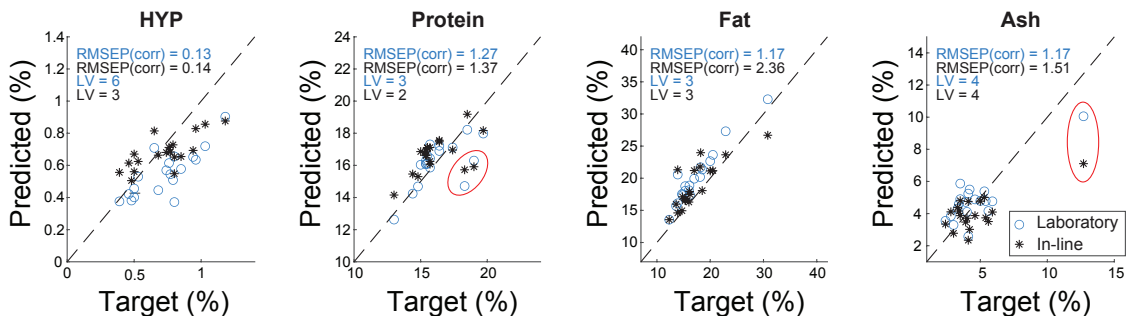 HYP
RMSEP(corr) = 0.13
RMSEP(corr) = 0.14
LV = 6
LV = 3
Predicted (%)
1.4
1.2
1
0.8
0.6
0.4
0.2
0
0
0.5
1
Target (%)
Protein
RMSEP(corr) = 1.27
RMSEP(corr) = 1.37
LV = 3
LV = 2
Predicted (%)
24
22
20
18
16
14
12
10
10
15
20
Target (%)
Fat
RMSEP(corr) = 1.17
RMSEP(corr) = 2.36
LV = 3
LV = 3
Predicted (%)
40
30
20
10
10
20
30
40
Target (%)
Ash
RMSEP(corr) = 1.17
RMSEP(corr) = 1.51
LV = 4
LV = 4
Predicted (%)
14
12
10
8
6
4
2
5
10
15
Target (%)
Laboratory
In-line